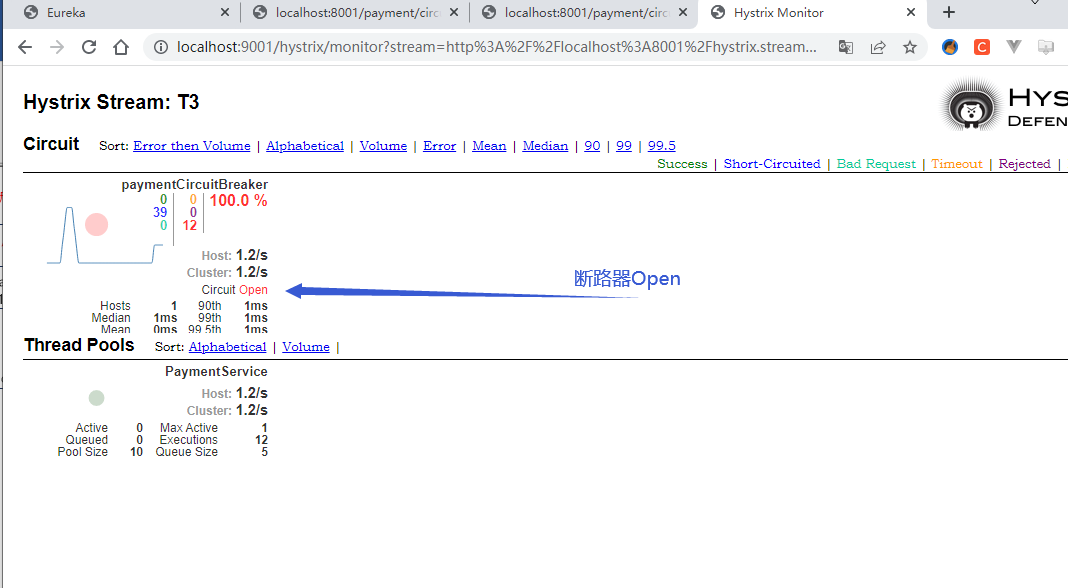 Eureka
localhost:8001/payment/circ
localhost:8001/payment/circ
Hystrix Monitor
localhost:9001/hystrix/monitor?stream=http%3A%2F%2Flocalhost%3A8001%2Fhystrix.stream...
Hystrix Stream: T3
HYS
DEFEN
Circuit Sort: Error then Volume | Alphabetical | Volume | Error | Mean | Median | 90 | 99 | 99.5
Success | Short-Circuited | Bad Request | Timeout | Rejected |
paymentCircuitBreaker
0 0 100.0 %
39 0
0 12
Host: 1.2/s
Cluster: 1.2/s
Circuit Open
断路器Open
Hosts 1 90th 1ms
Median 1ms 99th 1ms
Mean 0ms 99.5th 1ms
Thread Pools Sort: Alphabetical | Volume |
PaymentService
Host: 1.2/s
Cluster: 1.2/s
Active 0 Max Active 1
Queued 0 Executions 12
Pool Size 10 Queue Size 5